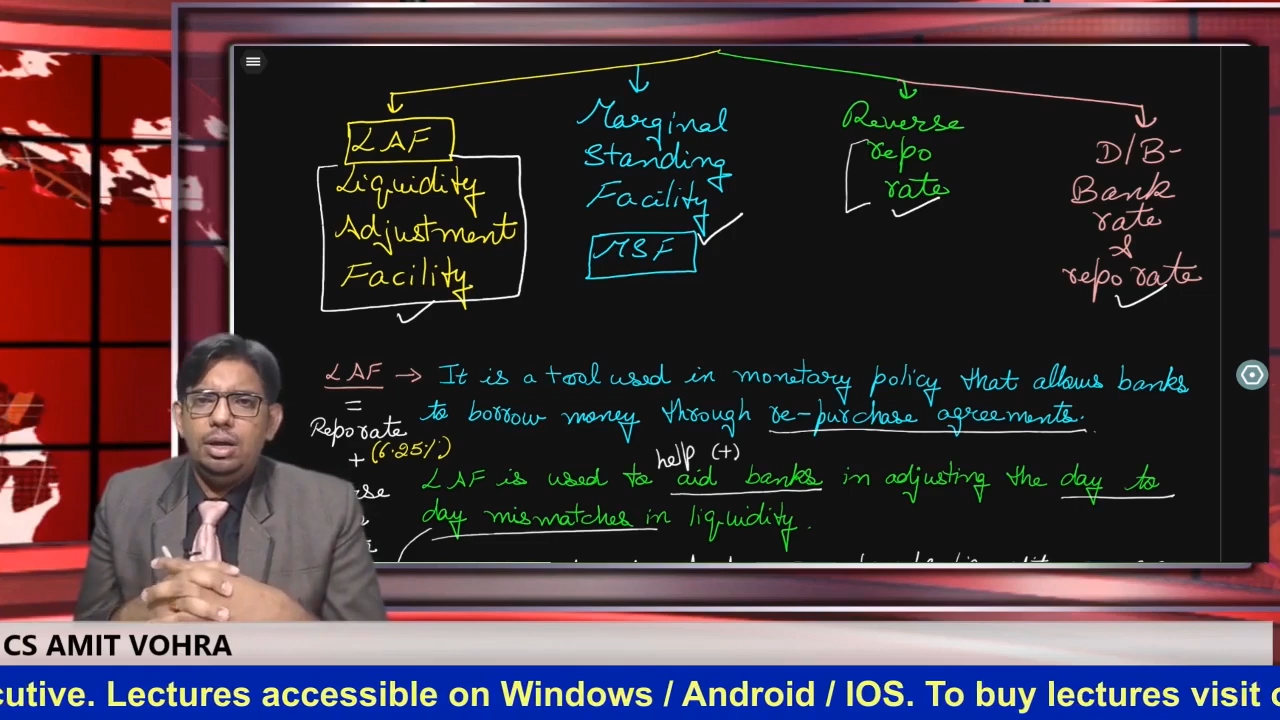 LAF
Liquidity
Adjustment
Facility
Marginal
Standing
Facility
MSF
Reverse
repo
rate
D/B-
Bank
rate
&
repo rate
LAF → It is a tool used in monetary policy that allows banks
to borrow money through re-purchase agreements.
=
Repo rate
+ (6.25%)
help (+)
LAF is used to aid banks in adjusting the day to
day mismatches in liquidity.
CS AMIT VOHRA
cutive. Lectures accessible on Windows / Android / IOS. To buy lectures visit